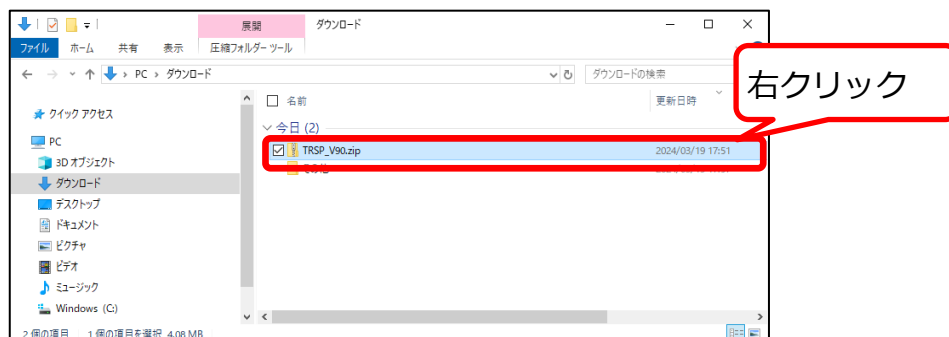 展開 ダウンロード
ファイル ホーム 共有 表示 圧縮フォルダー ツール
PC › ダウンロード ダウンロードの検索
右クリック
名前 更新日時
クイック アクセス
今日 (2)
PC
TRSP_V90.zip 2024/03/19 17:51
3D オブジェクト
ダウンロード
デスクトップ
ドキュメント
ピクチャ
ビデオ
ミュージック
Windows (C:)
2 個の項目 1 個の項目を選択 4.08 MB